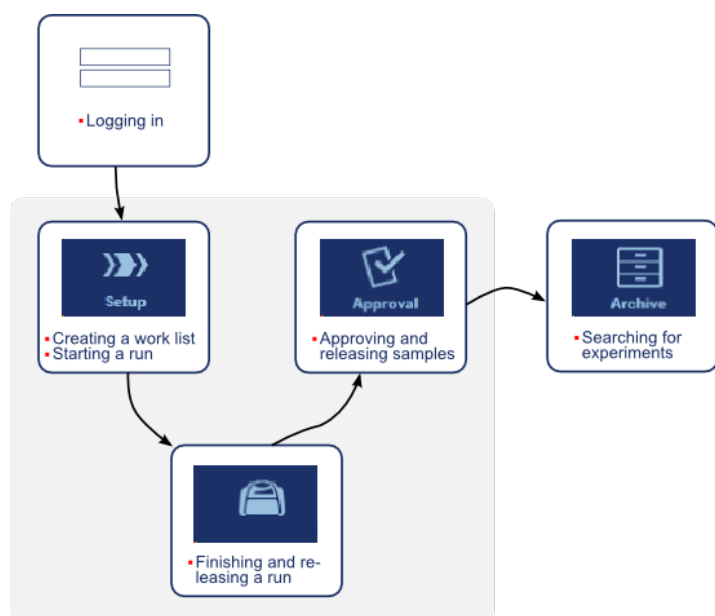 Logging in
Setup
Creating a work list
Starting a run
Finishing and re-
leasing a run
Approval
Approving and
releasing samples
Archive
Searching for
experiments